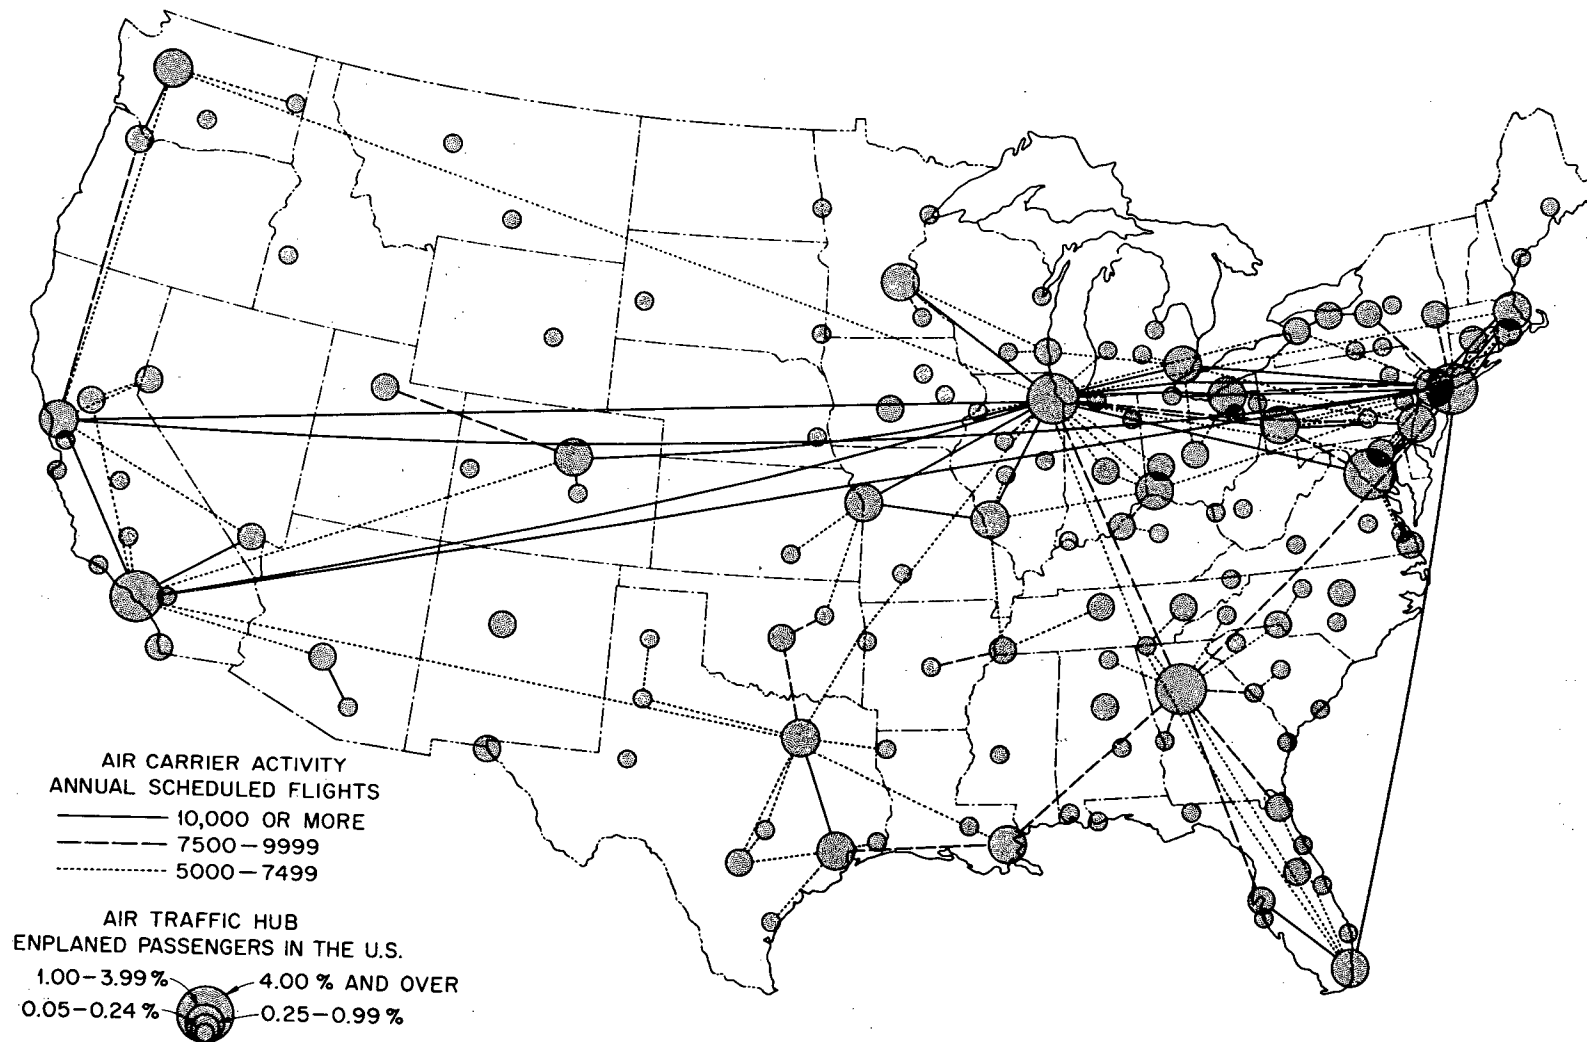 AIR CARRIER ACTIVITY
ANNUAL SCHEDULED FLIGHTS
10,000 OR MORE
7500-9999
5000-7499
AIR TRAFFIC HUB
ENPLANED PASSENGERS IN THE U.S.
1.00-3.99% 4.00% AND OVER
0.05-0.24% 0.25-0.99%